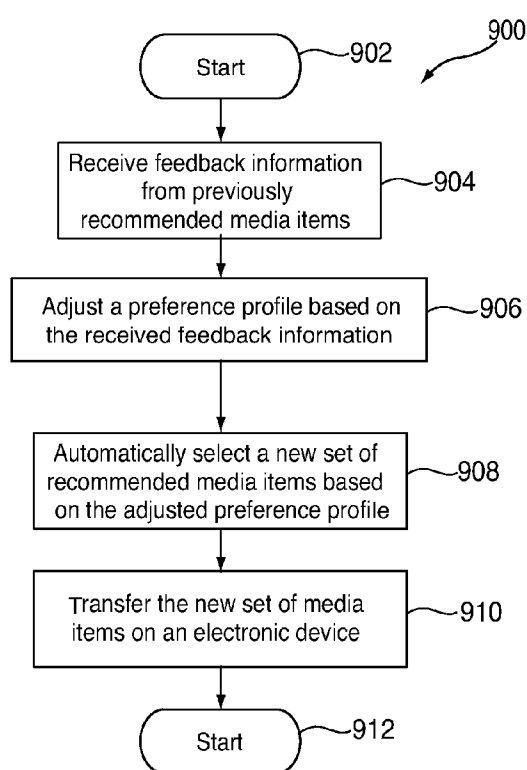 900
Start
902
Receive feedback information
from previously
recommended media items
904
Adjust a preference profile based on
the received feedback information
906
Automatically select a new set of
recommended media items based
on the adjusted preference profile
908
Transfer the new set of media
items on an electronic device
910
Start
912